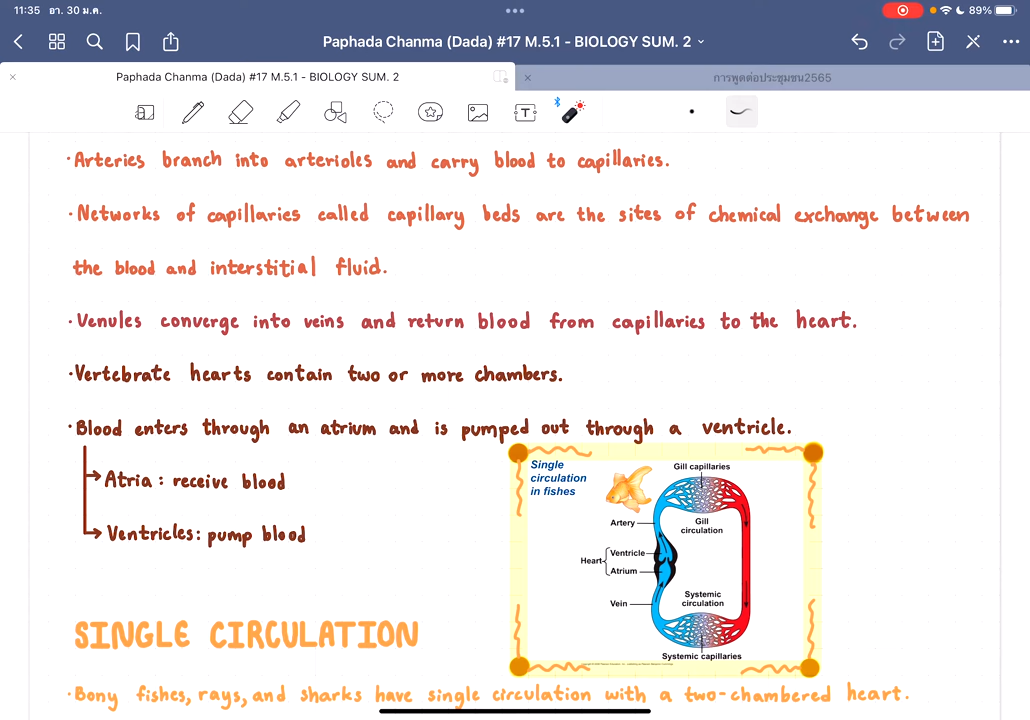 11:35 อา. 30 ม.ค.
89%
Paphada Chanma (Dada) #17 M.5.1 - BIOLOGY SUM. 2
Paphada Chanma (Dada) #17 M.5.1 - BIOLOGY SUM. 2
การพูดต่อประชุมชน2565
• Arteries branch into arterioles and carry blood to capillaries.
• Networks of capillaries called capillary beds are the sites of chemical exchange between
the blood and interstitial fluid.
• Venules converge into veins and return blood from capillaries to the heart.
• Vertebrate hearts contain two or more chambers.
• Blood enters through an atrium and is pumped out through a ventricle.
Atria : receive blood
Ventricles: pump blood
Single
circulation
in fishes
Gill capillaries
Artery
Gill
circulation
Heart
Ventricle
Atrium
Vein
Systemic
circulation
Systemic capillaries
SINGLE CIRCULATION
• Bony fishes, rays, and sharks have single circulation with a two-chambered heart.